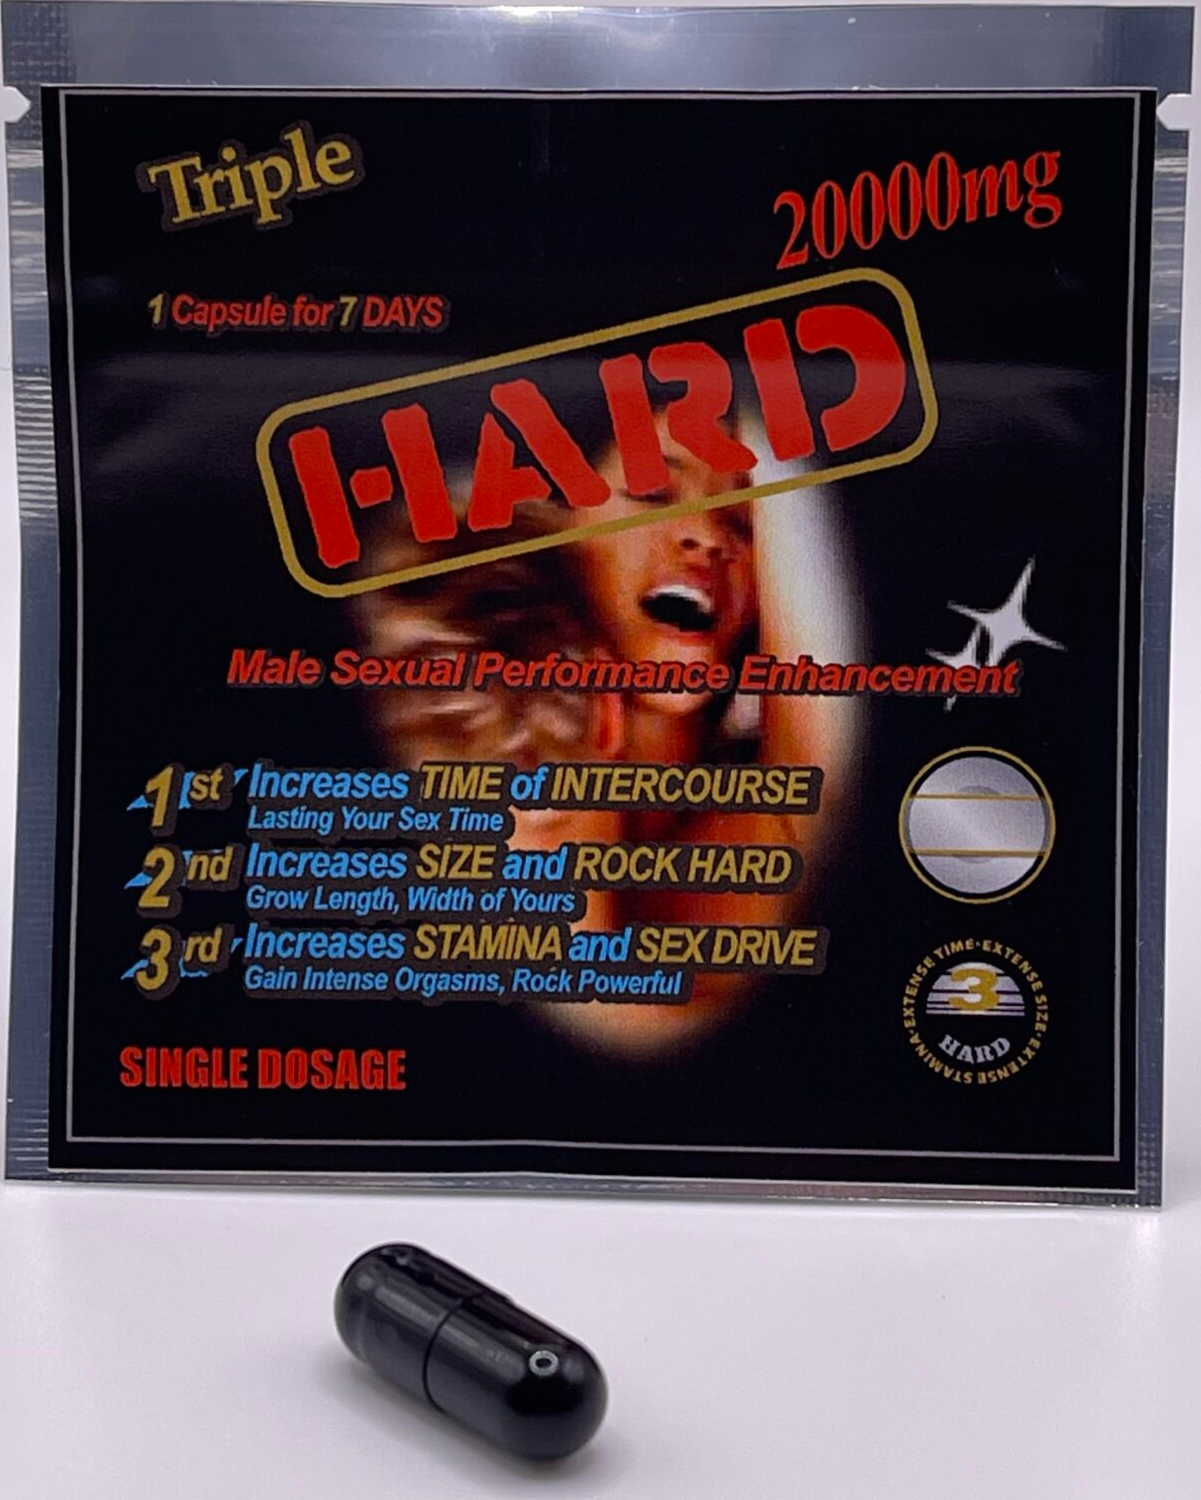 Triple
20000mg
1 Capsule for 7 DAYS
HARD
Male Sexual Performance Enhancement
1st Increases TIME of INTERCOURSE
Lasting Your Sex Time
2nd Increases SIZE and ROCK HARD
Grow Length, Width of Yours
3rd Increases STAMINA and SEX DRIVE
Gain Intense Orgasms, Rock Powerful
EXTENSE TIME·EXTENSE SIZE·EXTENSE STAMINA·
3
HARD
SINGLE DOSAGE